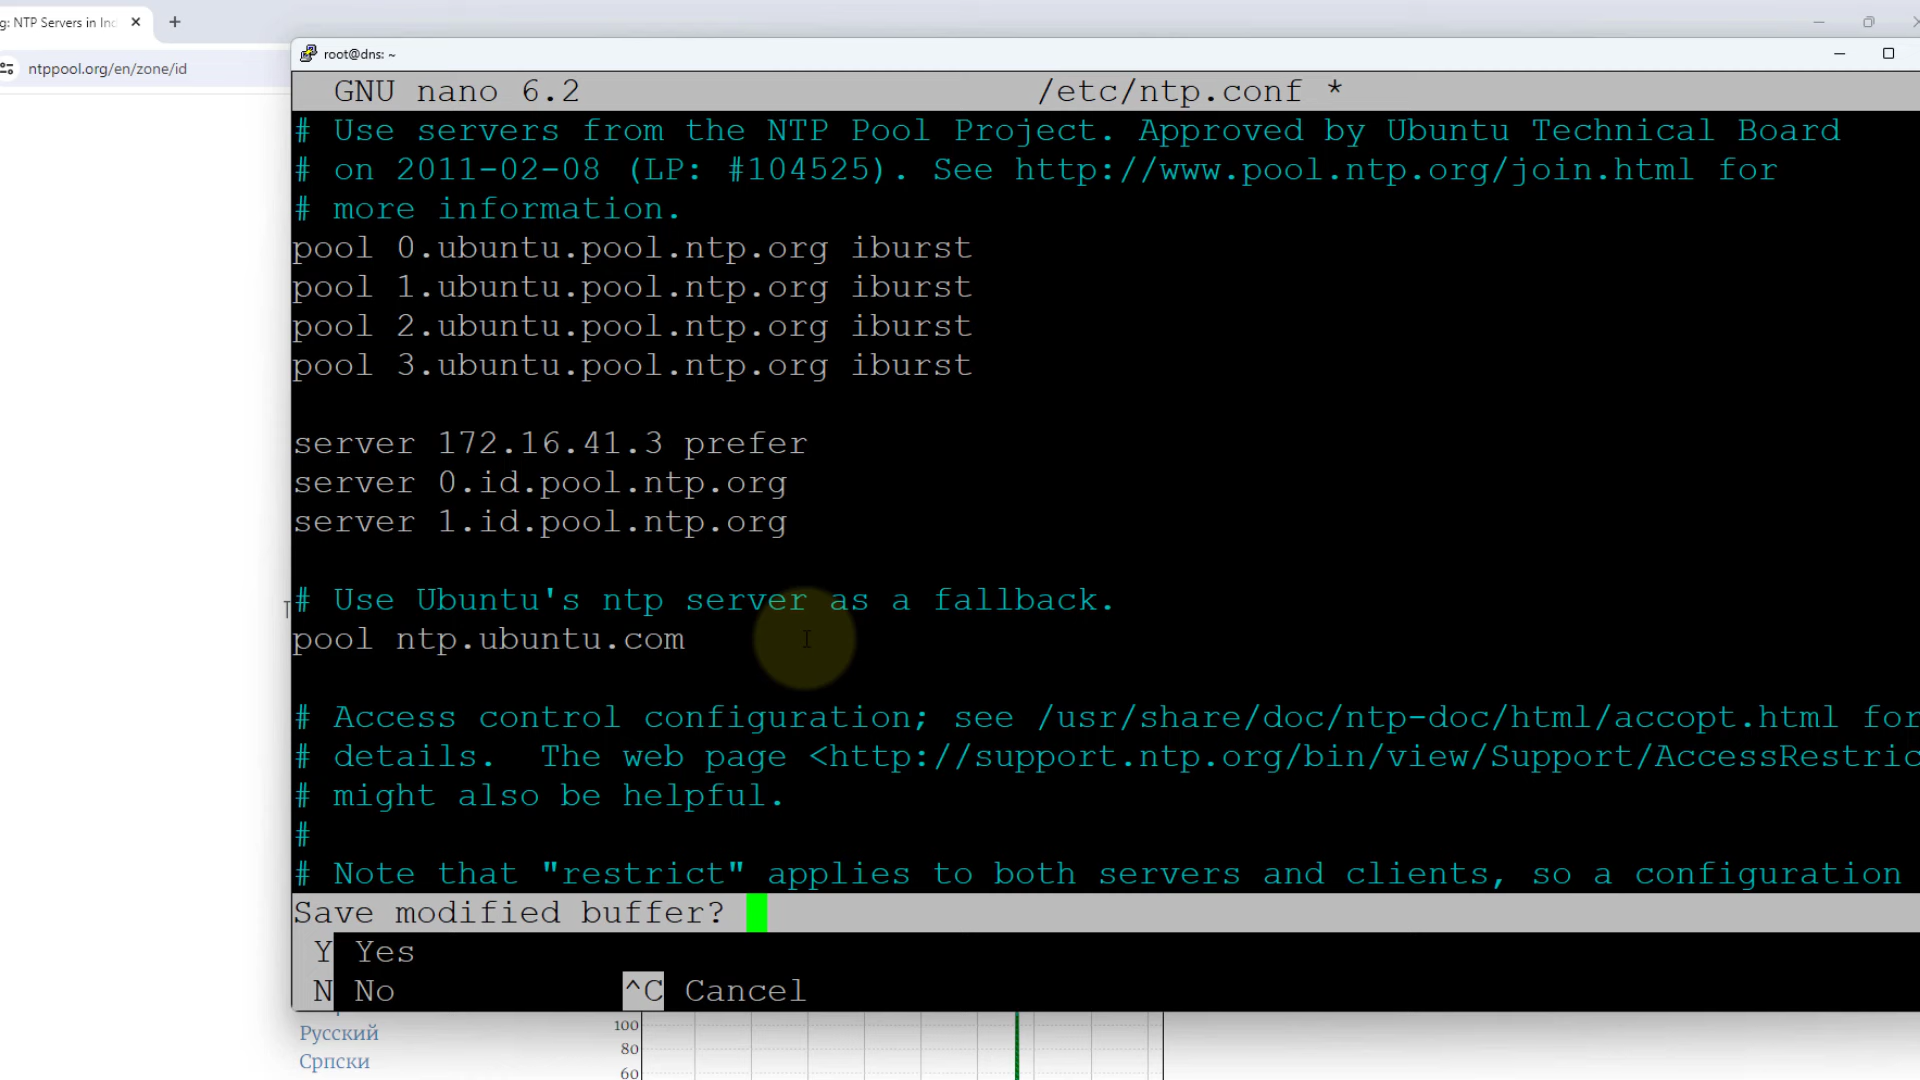 g: NTP Servers in Inc
ntppool.org/en/zone/id
root@dns: ~
GNU nano 6.2 /etc/ntp.conf *
# Use servers from the NTP Pool Project. Approved by Ubuntu Technical Board
# on 2011-02-08 (LP: #104525). See http://www.pool.ntp.org/join.html for
# more information.
pool 0.ubuntu.pool.ntp.org iburst
pool 1.ubuntu.pool.ntp.org iburst
pool 2.ubuntu.pool.ntp.org iburst
pool 3.ubuntu.pool.ntp.org iburst
server 172.16.41.3 prefer
server 0.id.pool.ntp.org
server 1.id.pool.ntp.org
# Use Ubuntu's ntp server as a fallback.
pool ntp.ubuntu.com
# Access control configuration; see /usr/share/doc/ntp-doc/html/accopt.html for
# details.  The web page <http://support.ntp.org/bin/view/Support/AccessRestric
# might also be helpful.
#
# Note that "restrict" applies to both servers and clients, so a configuration
Save modified buffer?
Y Yes
N No ^C Cancel
Русский
Српски
100
80
60